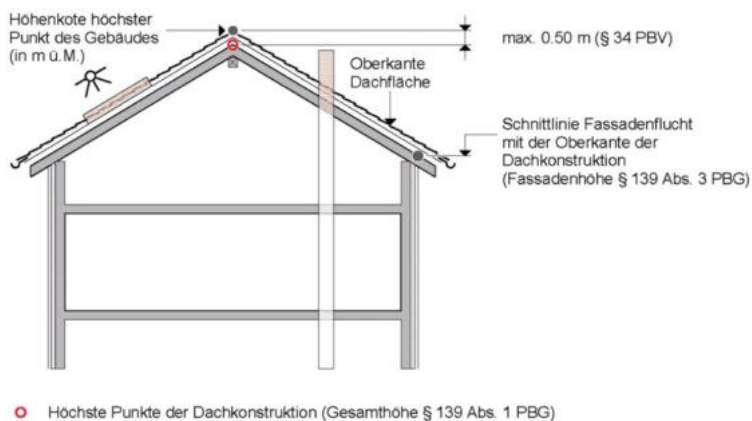 Höhenkote höchster
Punkt des Gebäudes
(in m ü.M.)
max. 0.50 m (§ 34 PBV)
Oberkante
Dachfläche
Schnittlinie Fassadenflucht
mit der Oberkante der
Dachkonstruktion
(Fassadenhöhe § 139 Abs. 3 PBG)
Höchste Punkte der Dachkonstruktion (Gesamthöhe § 139 Abs. 1 PBG)